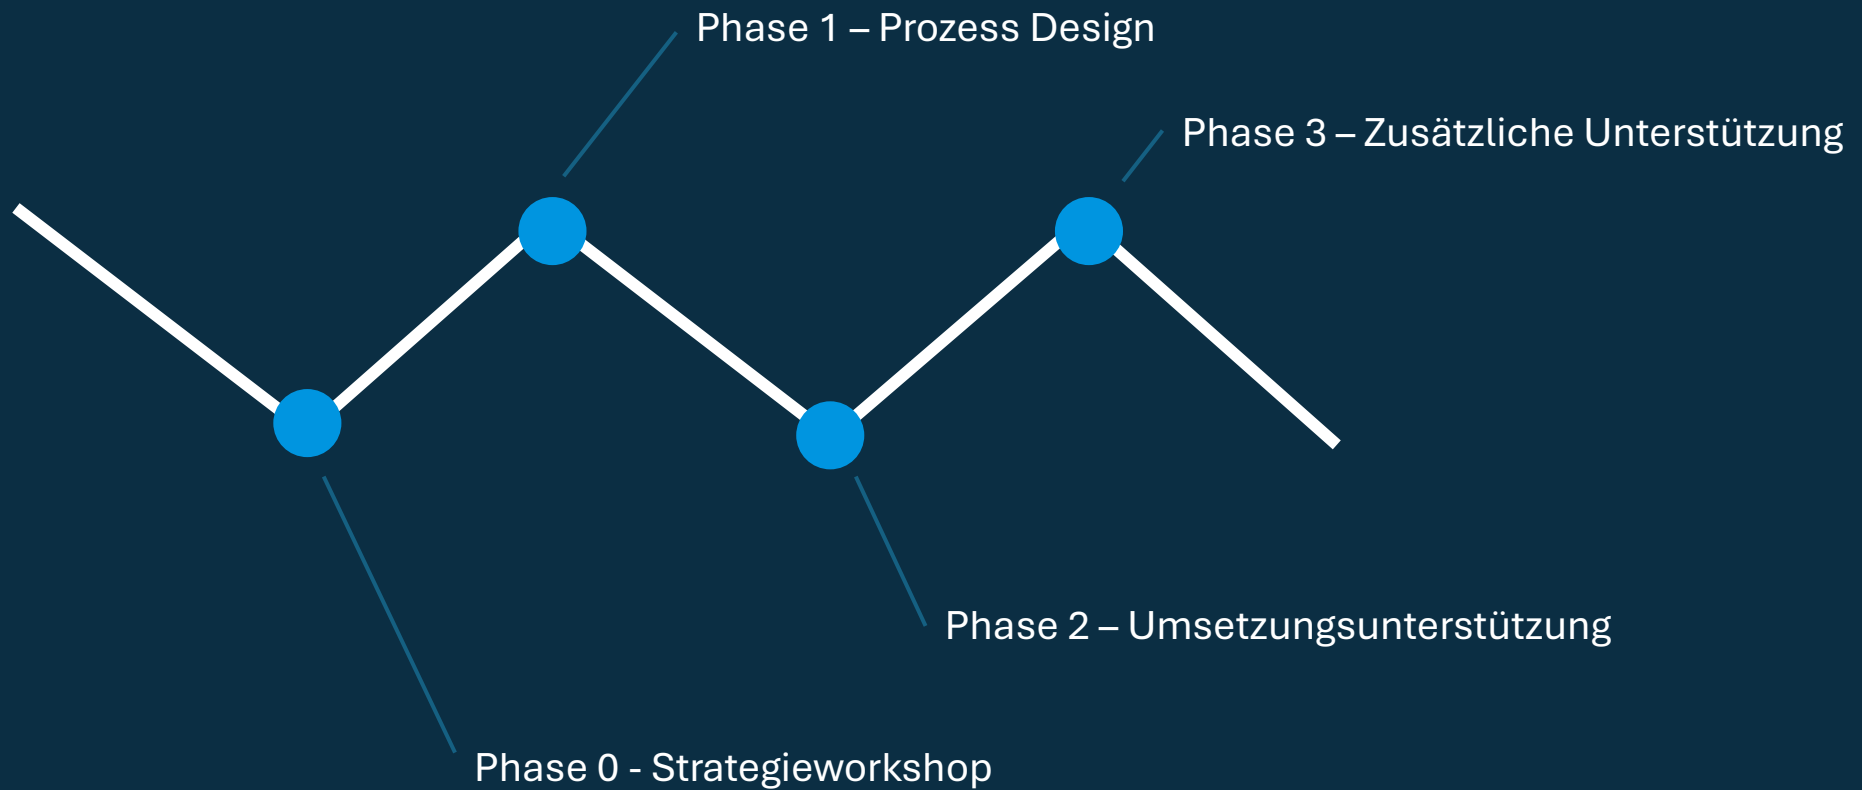 Phase 1 – Prozess Design
Phase 3 – Zusätzliche Unterstützung
Phase 2 – Umsetzungsunterstützung
Phase 0 - Strategieworkshop